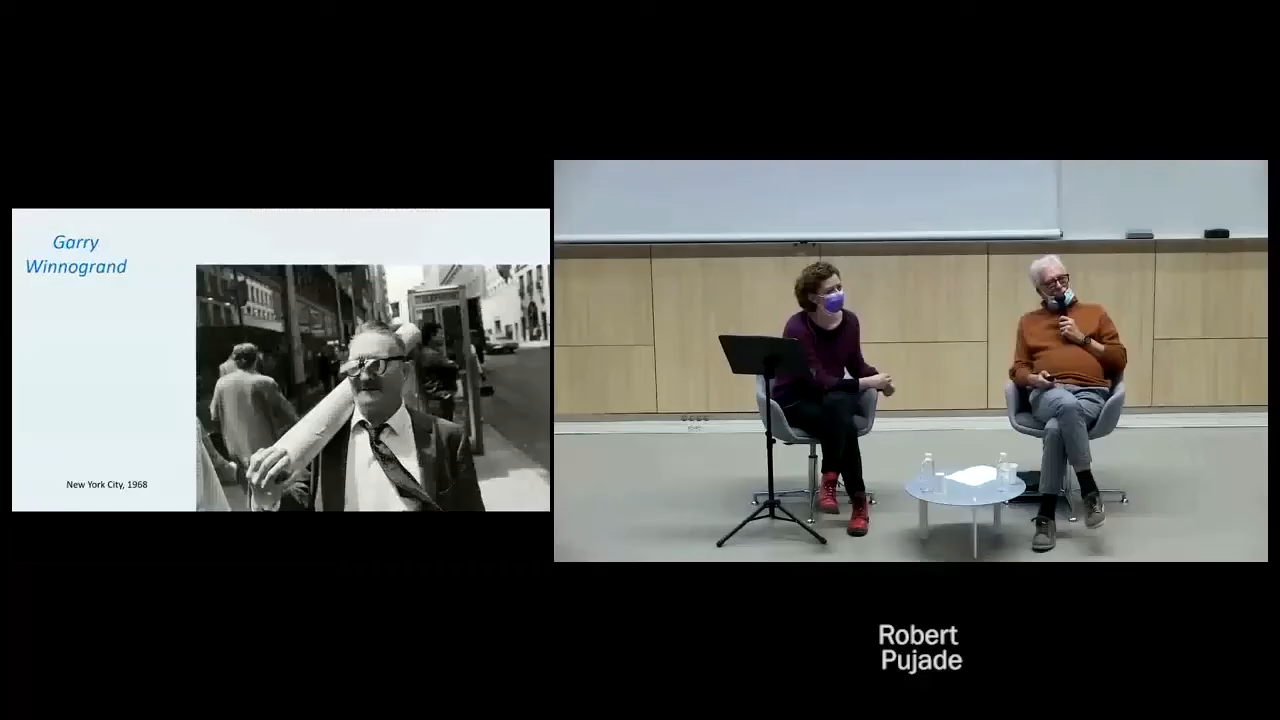 Garry
Winnogrand
New York City, 1968
Robert
Pujade